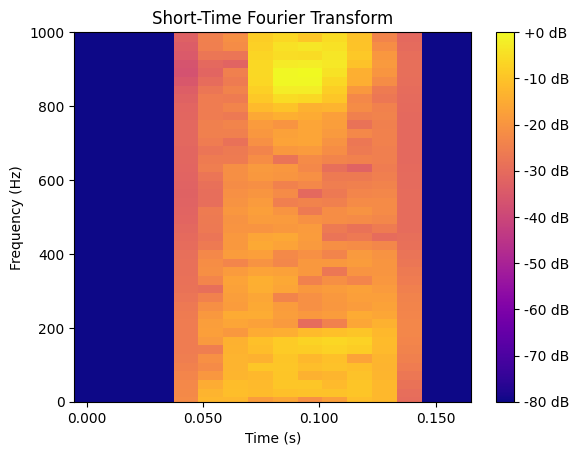 Short-Time Fourier Transform
1000
800
600
400
200
0
Frequency (Hz)
0.000
0.050
0.100
0.150
Time (s)
+0 dB
-10 dB
-20 dB
-30 dB
-40 dB
-50 dB
-60 dB
-70 dB
-80 dB